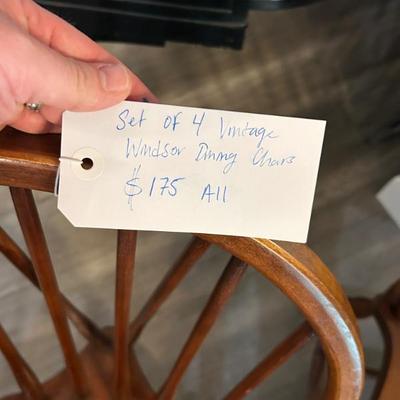 Set of 4 Vintage
Windsor Dining Chairs
$175 All